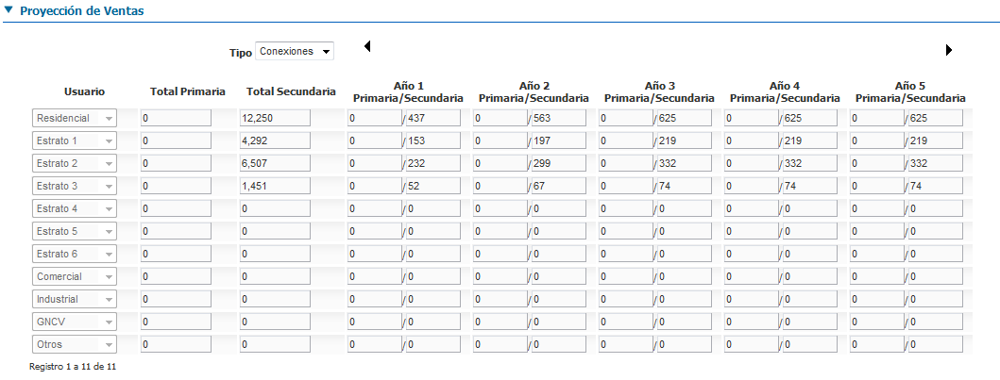 Proyección de Ventas
Tipo Conexiones
Usuario Total Primaria Total Secundaria Año 1 Primaria/Secundaria Año 2 Primaria/Secundaria Año 3 Primaria/Secundaria Año 4 Primaria/Secundaria Año 5 Primaria/Secundaria
Residencial 0 12,250 0 /437 0 /563 0 /625 0 /625 0 /625
Estrato 1 0 4,292 0 /153 0 /197 0 /219 0 /219 0 /219
Estrato 2 0 6,507 0 /232 0 /299 0 /332 0 /332 0 /332
Estrato 3 0 1,451 0 /52 0 /67 0 /74 0 /74 0 /74
Estrato 4 0 0 0 /0 0 /0 0 /0 0 /0 0 /0
Estrato 5 0 0 0 /0 0 /0 0 /0 0 /0 0 /0
Estrato 6 0 0 0 /0 0 /0 0 /0 0 /0 0 /0
Comercial 0 0 0 /0 0 /0 0 /0 0 /0 0 /0
Industrial 0 0 0 /0 0 /0 0 /0 0 /0 0 /0
GNCV 0 0 0 /0 0 /0 0 /0 0 /0 0 /0
Otros 0 0 0 /0 0 /0 0 /0 0 /0 0 /0
Registro 1 a 11 de 11